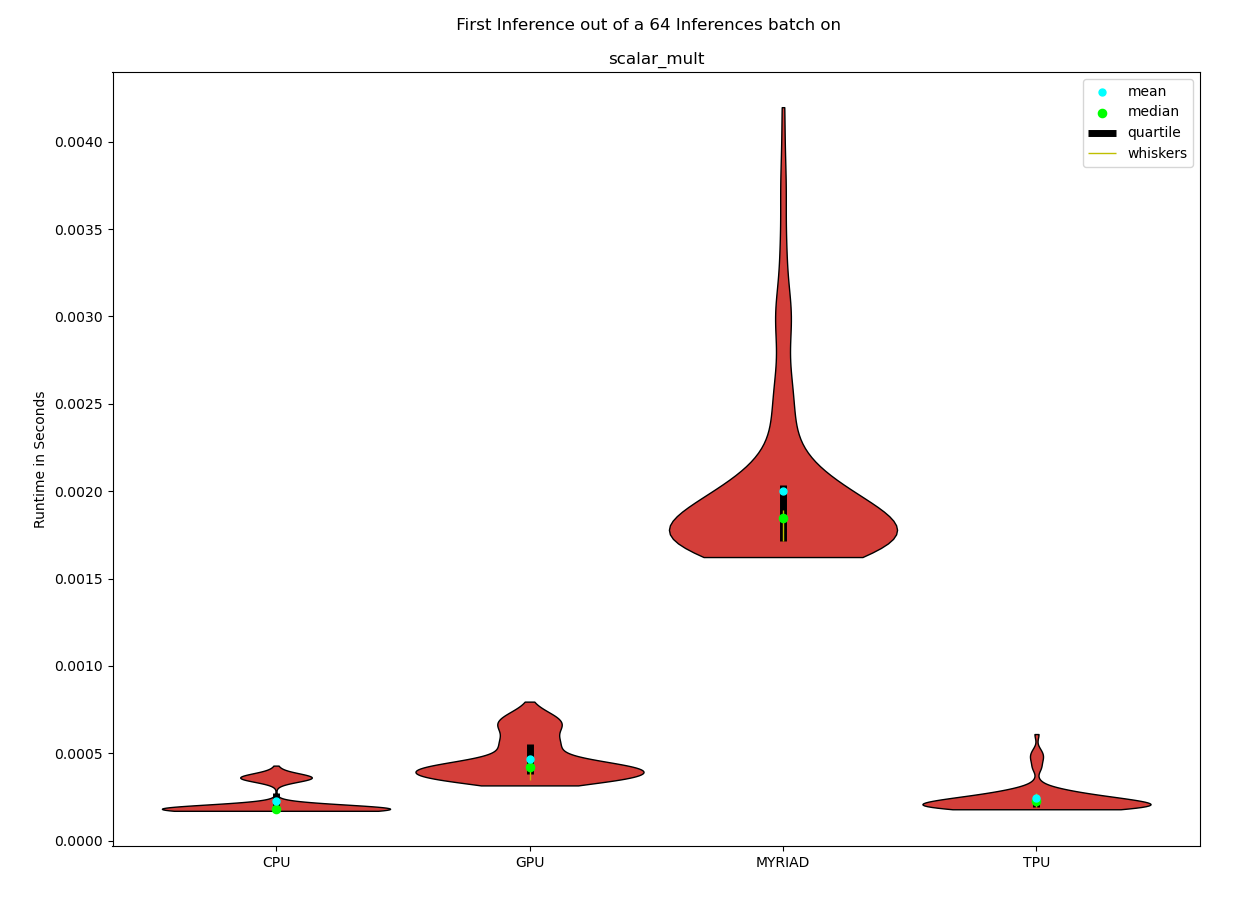 First Inference out of a 64 Inferences batch on
scalar_mult
mean
median
quartile
whiskers
Runtime in Seconds
0.0040
0.0035
0.0030
0.0025
0.0020
0.0015
0.0010
0.0005
0.0000
CPU GPU MYRIAD TPU